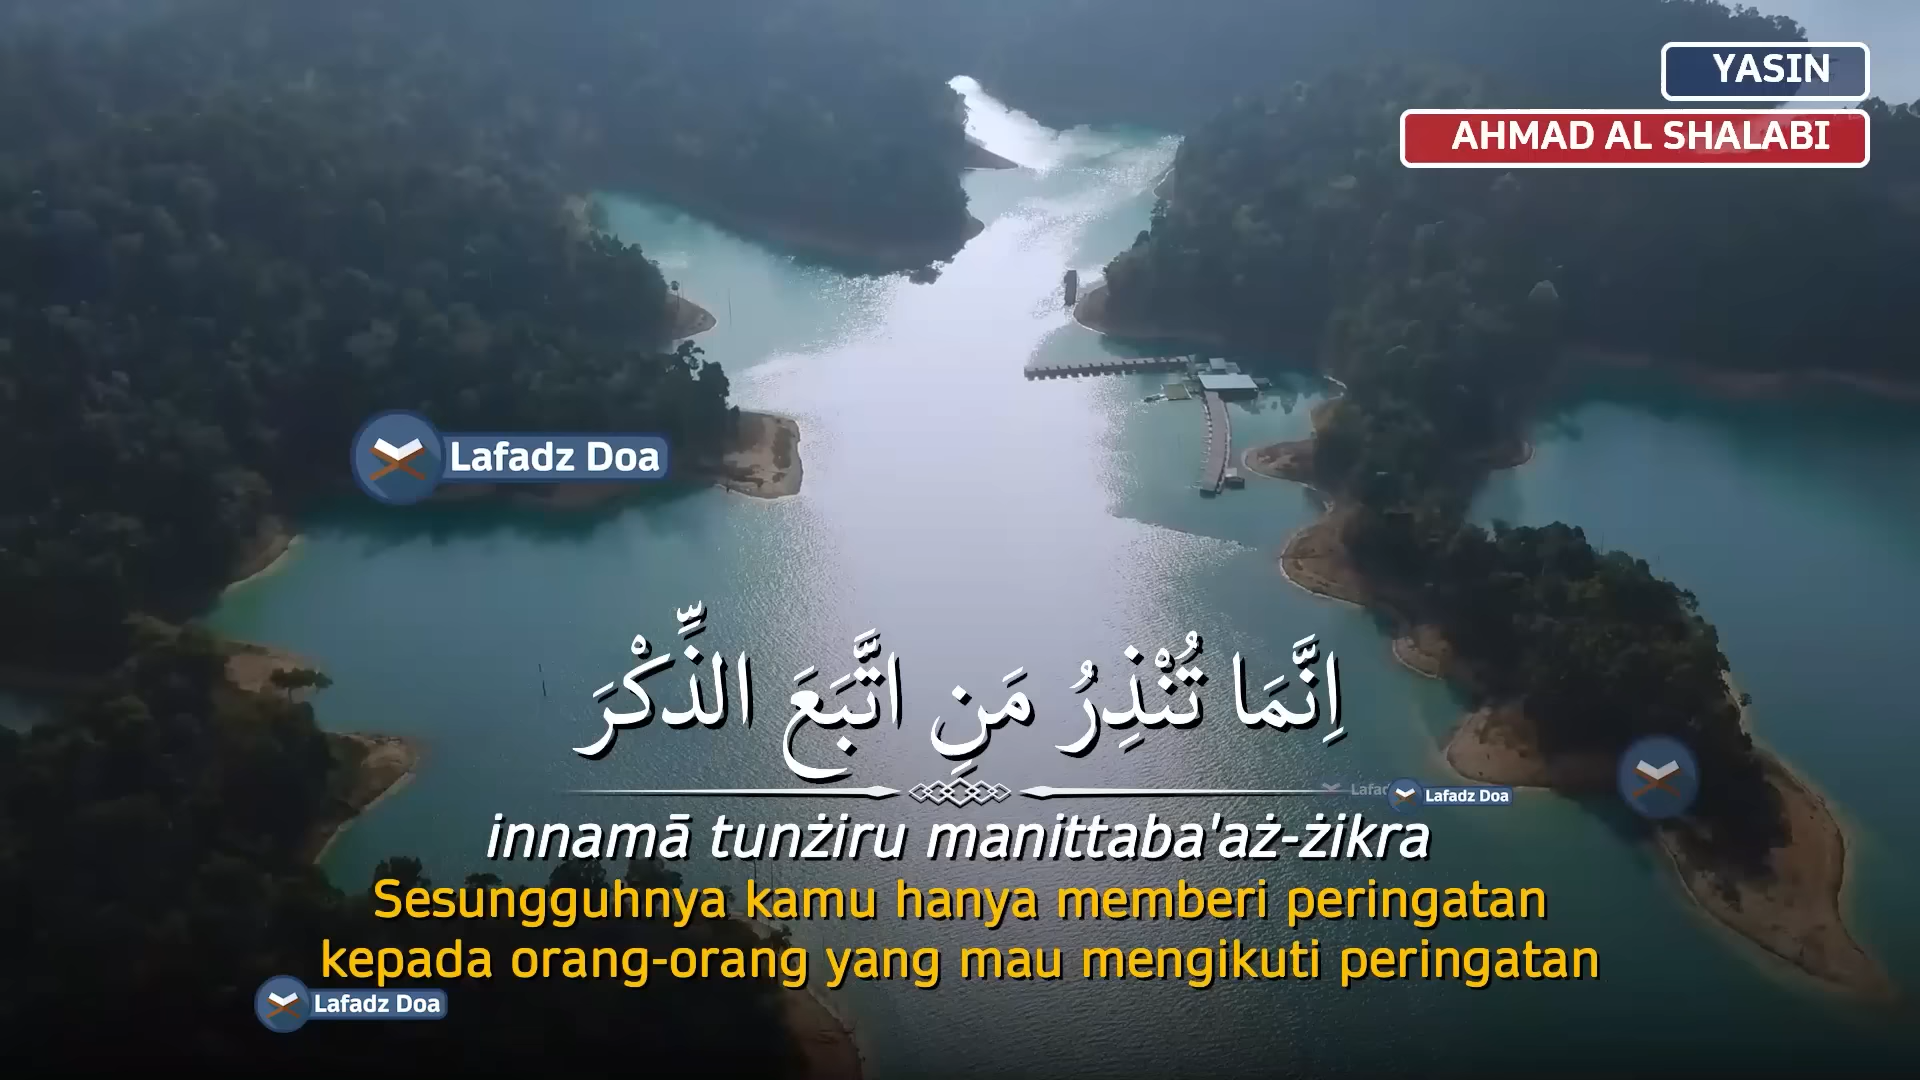 YASIN
AHMAD AL SHALABI
Lafadz Doa
اِنَّمَا تُنْذِرُ مَنِ اتَّبَعَ الذِّكْرَ
Lafadz Doa
innamā tunżiru manittaba'aż-żikra
Sesungguhnya kamu hanya memberi peringatan
kepada orang-orang yang mau mengikuti peringatan
Lafadz Doa